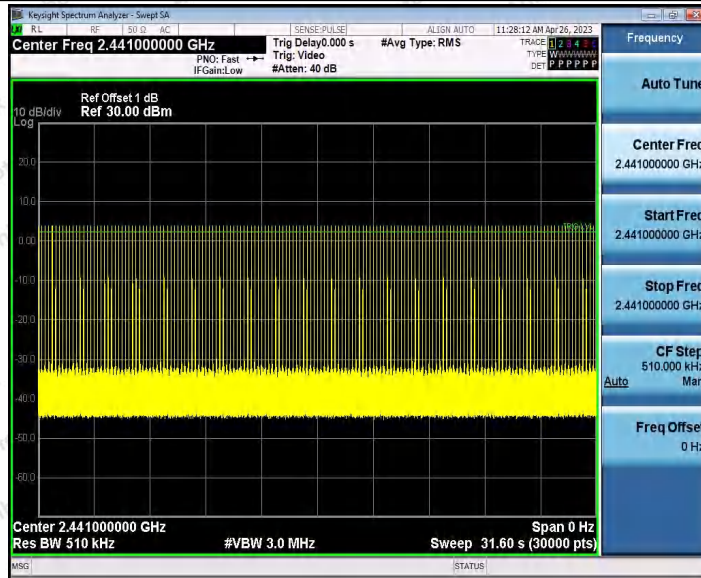 Keysight Spectrum Analyzer - Swept SA
RL RF 50 Ω AC SENSE:PULSE ALIGN AUTO 11:28:12 AM Apr 26, 2023
Center Freq 2.441000000 GHz
PNO: Fast
IFGain:Low
Trig Delay0.000 s
Trig: Video
#Atten: 40 dB
#Avg Type: RMS
TRACE 1 2 3 4 5 6
TYPE WWWWWW
DET P P P P P P
Ref Offset 1 dB
10 dB/div Ref 30.00 dBm
Log
20.0
10.0
0.00
TRIG LVL
-10.0
-20.0
-30.0
-40.0
-50.0
-60.0
Center 2.441000000 GHz Span 0 Hz
Res BW 510 kHz #VBW 3.0 MHz Sweep 31.60 s (30000 pts)
MSG STATUS
Frequency
Auto Tune
Center Freq
2.441000000 GHz
Start Freq
2.441000000 GHz
Stop Freq
2.441000000 GHz
CF Step
510.000 kHz
Auto Man
Freq Offset
0 Hz